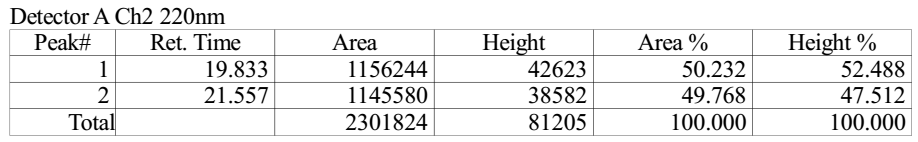 Detector A Ch2 220nm
Peak# Ret. Time Area Height Area % Height %
1 19.833 1156244 42623 50.232 52.488
2 21.557 1145580 38582 49.768 47.512
Total 2301824 81205 100.000 100.000